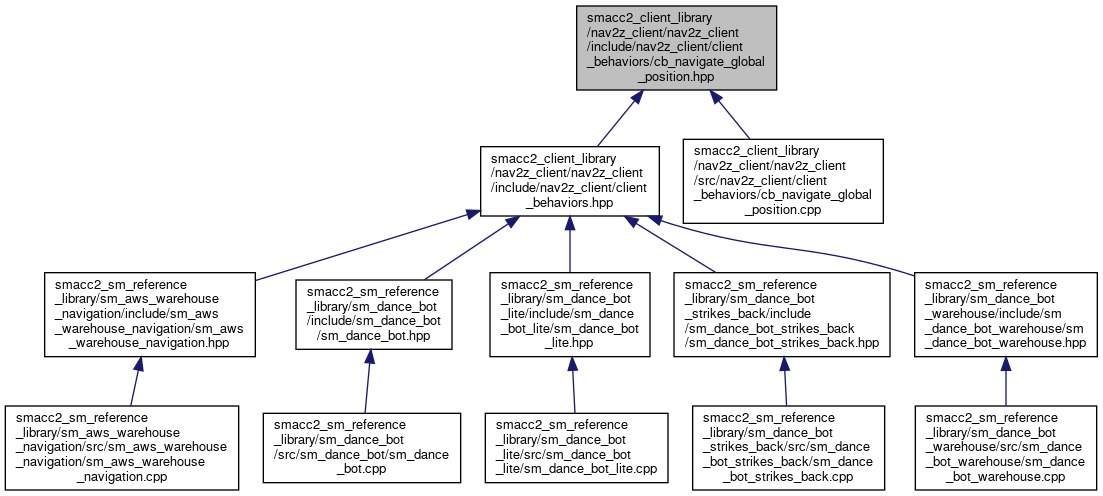 smacc2_client_library
/nav2z_client/nav2z_client
/include/nav2z_client/client
_behaviors/cb_navigate_global
_position.hpp
smacc2_client_library
/nav2z_client/nav2z_client
/include/nav2z_client/client
_behaviors.hpp
smacc2_client_library
/nav2z_client/nav2z_client
/src/nav2z_client/client
_behaviors/cb_navigate_global
_position.cpp
smacc2_sm_reference
_library/sm_aws_warehouse
_navigation/include/sm_aws
_warehouse_navigation/sm_aws
_warehouse_navigation.hpp
smacc2_sm_reference
_library/sm_dance_bot
/include/sm_dance_bot
/sm_dance_bot.hpp
smacc2_sm_reference
_library/sm_dance_bot
_lite/include/sm_dance
_bot_lite/sm_dance_bot
_lite.hpp
smacc2_sm_reference
_library/sm_dance_bot
_strikes_back/include
/sm_dance_bot_strikes_back
/sm_dance_bot_strikes_back.hpp
smacc2_sm_reference
_library/sm_dance_bot
_warehouse/include/sm
_dance_bot_warehouse/sm
_dance_bot_warehouse.hpp
smacc2_sm_reference
_library/sm_aws_warehouse
_navigation/src/sm_aws_warehouse
_navigation/sm_aws_warehouse
_navigation.cpp
smacc2_sm_reference
_library/sm_dance_bot
/src/sm_dance_bot/sm_dance
_bot.cpp
smacc2_sm_reference
_library/sm_dance_bot
_lite/src/sm_dance_bot
_lite/sm_dance_bot_lite.cpp
smacc2_sm_reference
_library/sm_dance_bot
_strikes_back/src/sm_dance
_bot_strikes_back/sm_dance
_bot_strikes_back.cpp
smacc2_sm_reference
_library/sm_dance_bot
_warehouse/src/sm_dance
_bot_warehouse/sm_dance
_bot_warehouse.cpp